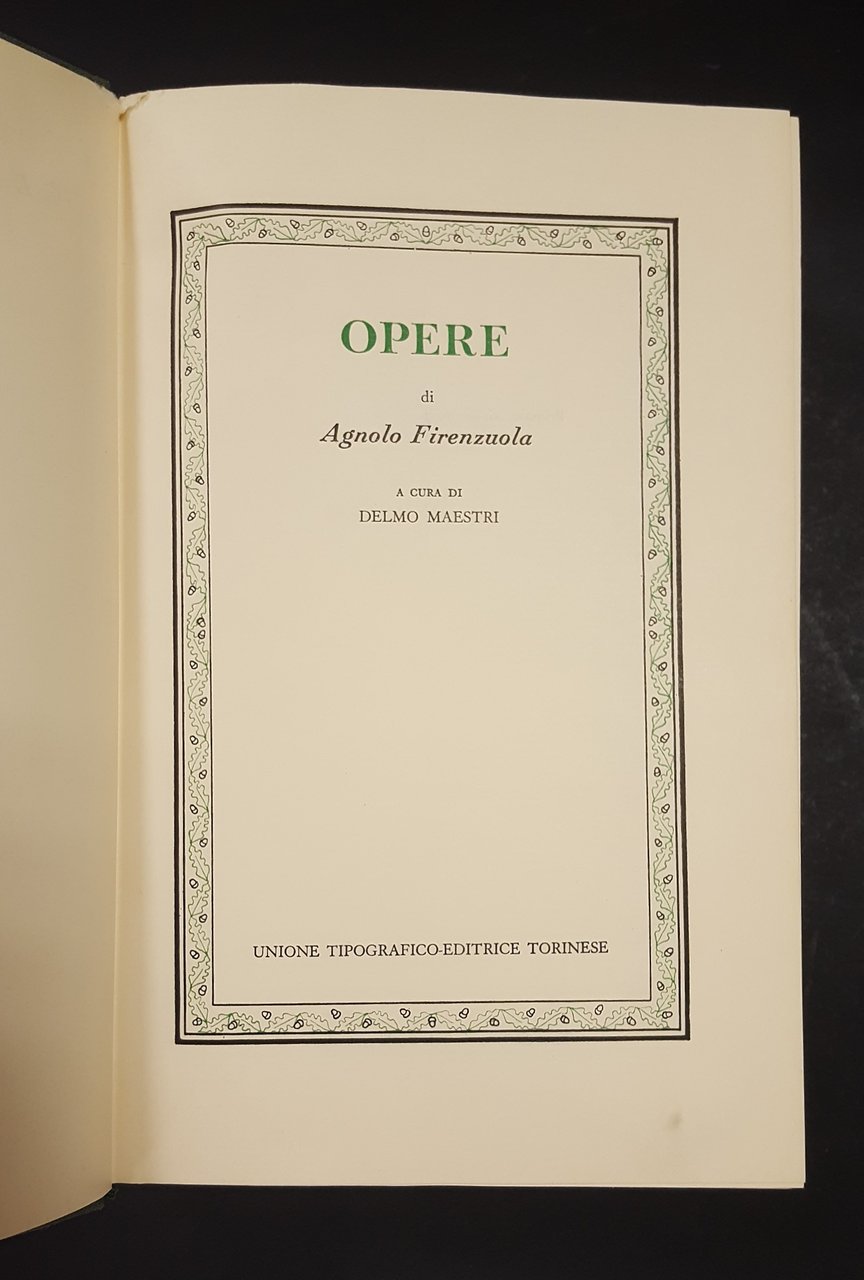 OPERE
di
Agnolo Firenzuola
A CURA DI
DELMO MAESTRI
UNIONE TIPOGRAFICO-EDITRICE TORINESE